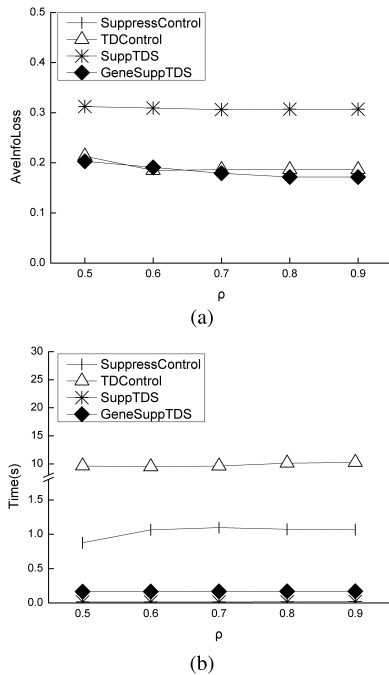 (a)
AveInfoLoss
0.5
0.4
0.3
0.2
0.1
0.0
SuppressControl
TDControl
SuppTDS
GeneSuppTDS
0.5 0.6 0.7 0.8 0.9
ρ
(a)
Time(s)
30
25
20
15
10
1.5
1.0
0.5
0.0
SuppressControl
TDControl
SuppTDS
GeneSuppTDS
0.5 0.6 0.7 0.8 0.9
ρ
(b)